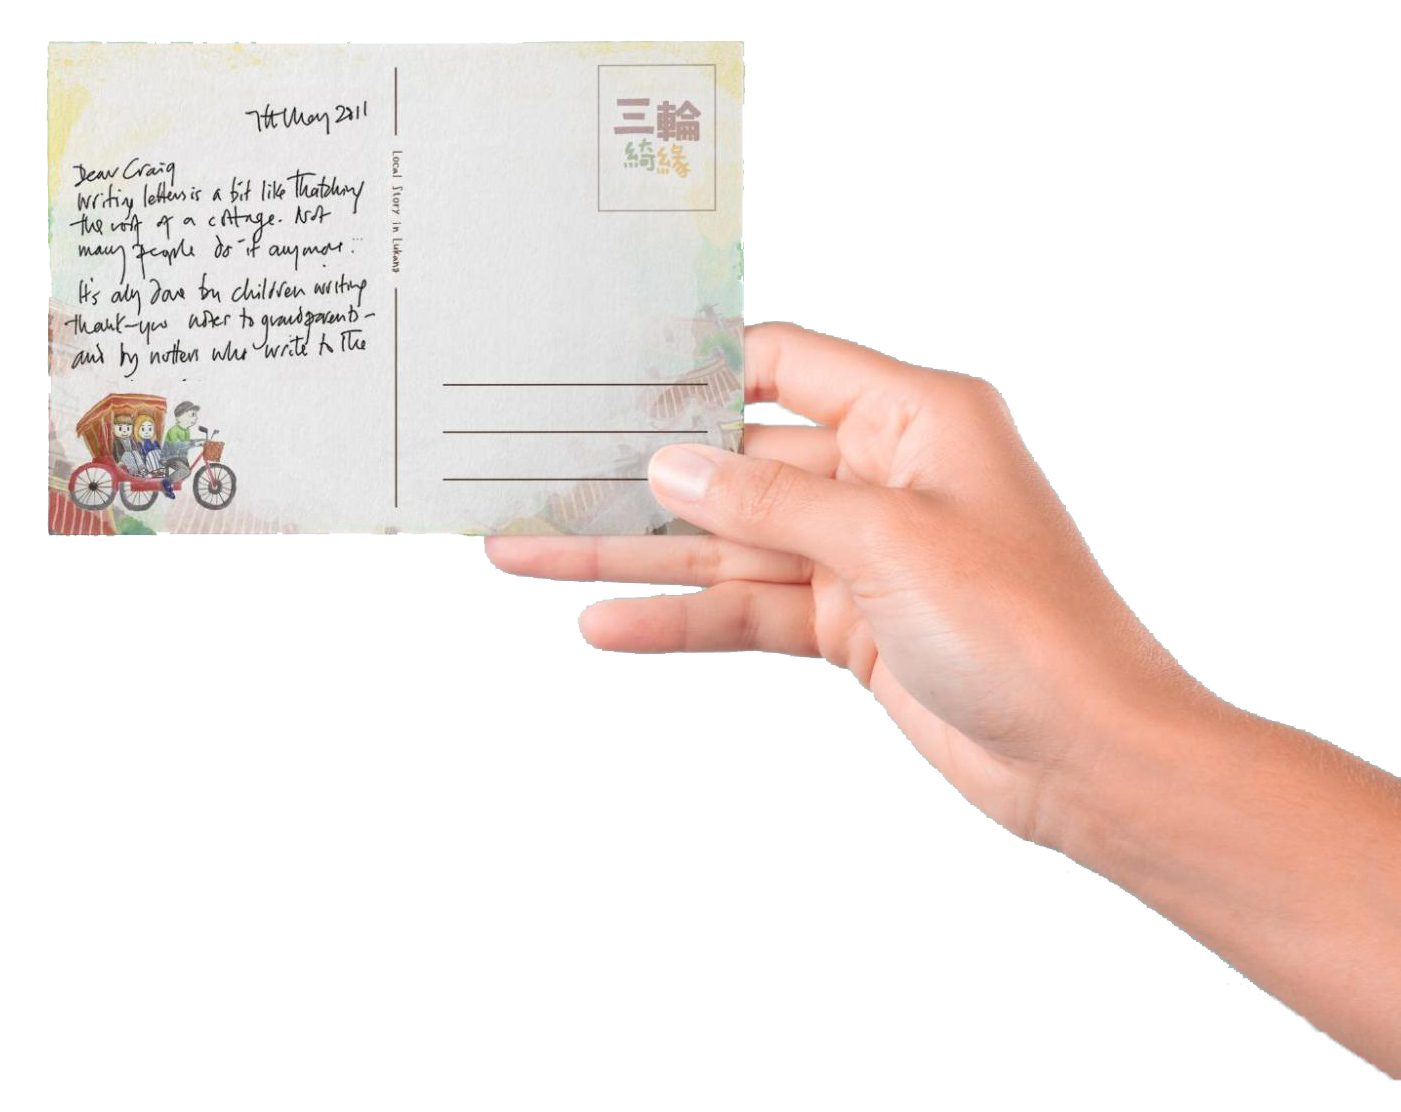 7th May 2011
Dear Craig
Writing letters is a bit like thatching
the roof of a cottage. Not
many people do it anymore.
It's only done by children writing
thank-you notes to grandparents -
and by nutters who write to the
Local Story in Lukang
三輪
綺緣